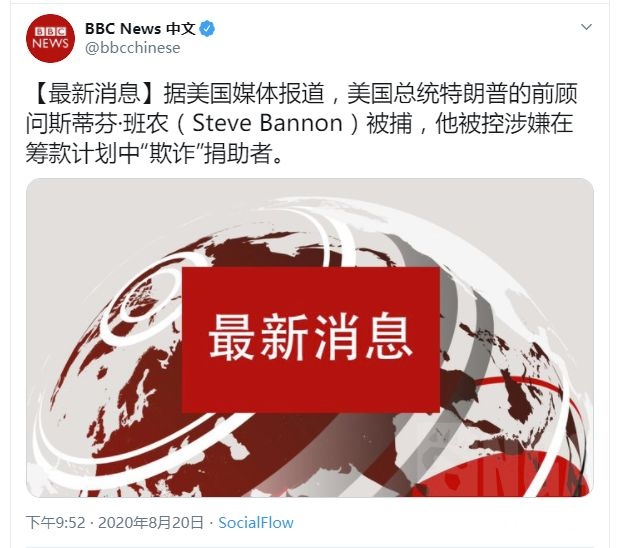 BBC
NEWS
BBC News 中文
@bbcchinese
【最新消息】据美国媒体报道，美国总统特朗普的前顾
问斯蒂芬·班农（Steve Bannon）被捕，他被控涉嫌在
筹款计划中“欺诈”捐助者。
最新消息
下午9:52 · 2020年8月20日 · SocialFlow